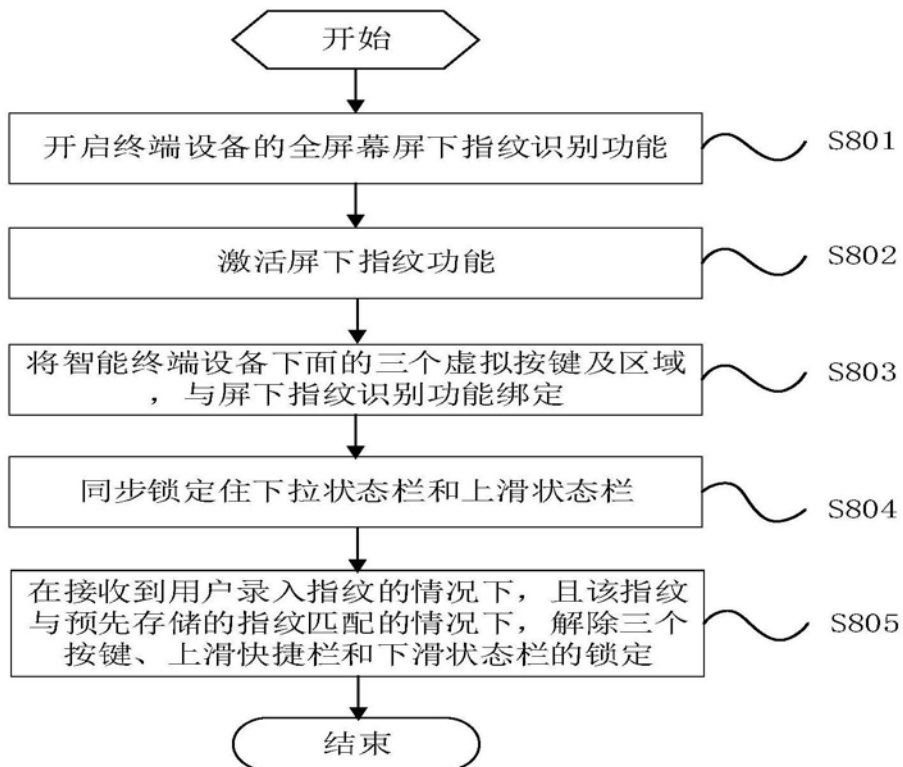 开始
开启终端设备的全屏幕屏下指纹识别功能
S801
激活屏下指纹功能
S802
将智能终端设备下面的三个虚拟按键及区域
，与屏下指纹识别功能绑定
S803
同步锁定住下拉状态栏和上滑状态栏
S804
在接收到用户录入指纹的情况下，且该指纹
与预先存储的指纹匹配的情况下，解除三个
按键、上滑快捷栏和下滑状态栏的锁定
S805
结束